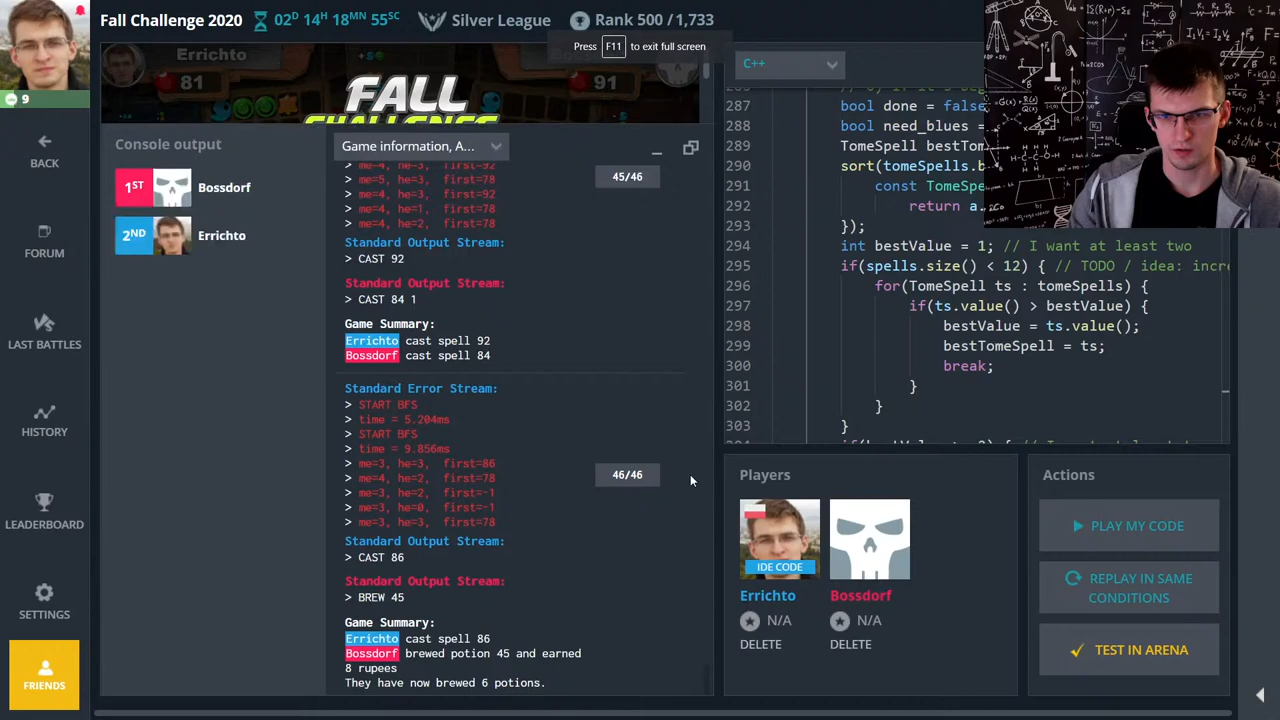 Fall Challenge 2020
02D 14H 18MN 55SC
Silver League
Rank 500 / 1,733
Press F11 to exit full screen
Errichto
81
91
FALL
CHALLENGE
9
BACK
FORUM
LAST BATTLES
HISTORY
LEADERBOARD
SETTINGS
FRIENDS
Console output
1ST Bossdorf
2ND Errichto
Game information, A...
> me=4, he=3, first=92
> me=5, he=3, first=78
> me=4, he=3, first=92
> me=4, he=1, first=78
> me=4, he=2, first=78
45/46
Standard Output Stream:
> CAST 92
Standard Output Stream:
> CAST 84 1
Game Summary:
Errichto cast spell 92
Bossdorf cast spell 84
Standard Error Stream:
> START BFS
> time = 5.204ms
> START BFS
> time = 9.856ms
> me=3, he=3, first=86
> me=4, he=2, first=78
> me=3, he=2, first=-1
> me=3, he=0, first=-1
> me=3, he=3, first=78
46/46
Standard Output Stream:
> CAST 86
Standard Output Stream:
> BREW 45
Game Summary:
Errichto cast spell 86
Bossdorf brewed potion 45 and earned
8 rupees
They have now brewed 6 potions.
C++
287 bool done = false
288 bool need_blues =
289 TomeSpell bestTom
290 sort(tomeSpells.b
291 const TomeSpe
292 return a.
293 });
294 int bestValue = 1; // I want at least two
295 if(spells.size() < 12) { // TODO / idea: incre
296 for(TomeSpell ts : tomeSpells) {
297 if(ts.value() > bestValue) {
298 bestValue = ts.value();
299 bestTomeSpell = ts;
300 break;
301 }
302 }
303 }
Players
IDE CODE
Errichto
N/A
DELETE
Bossdorf
N/A
DELETE
Actions
PLAY MY CODE
REPLAY IN SAME
CONDITIONS
TEST IN ARENA